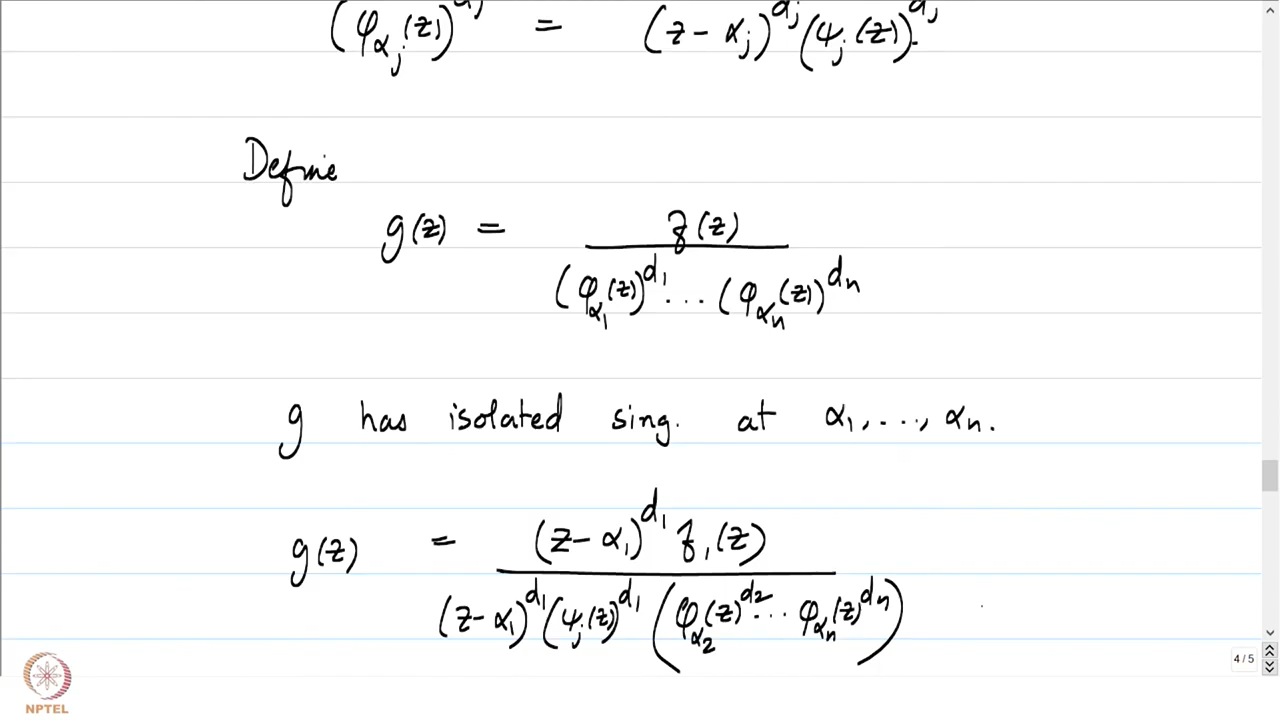 (φ_{α_j}(z))^{d_j} = (z - α_j)^{d_j} (ψ_j(z))^{d_j}.
Define
g(z) = f(z) / (φ_{α_1}(z))^{d_1} ... (φ_{α_n}(z))^{d_n}
g has isolated sing. at α_1, ..., α_n.
g(z) = (z - α_1)^{d_1} f_1(z) / (z - α_1)^{d_1} (ψ_j(z))^{d_1} (φ_{α_2}(z)^{d_2} ... φ_{α_n}(z)^{d_n})
4 / 5
NPTEL